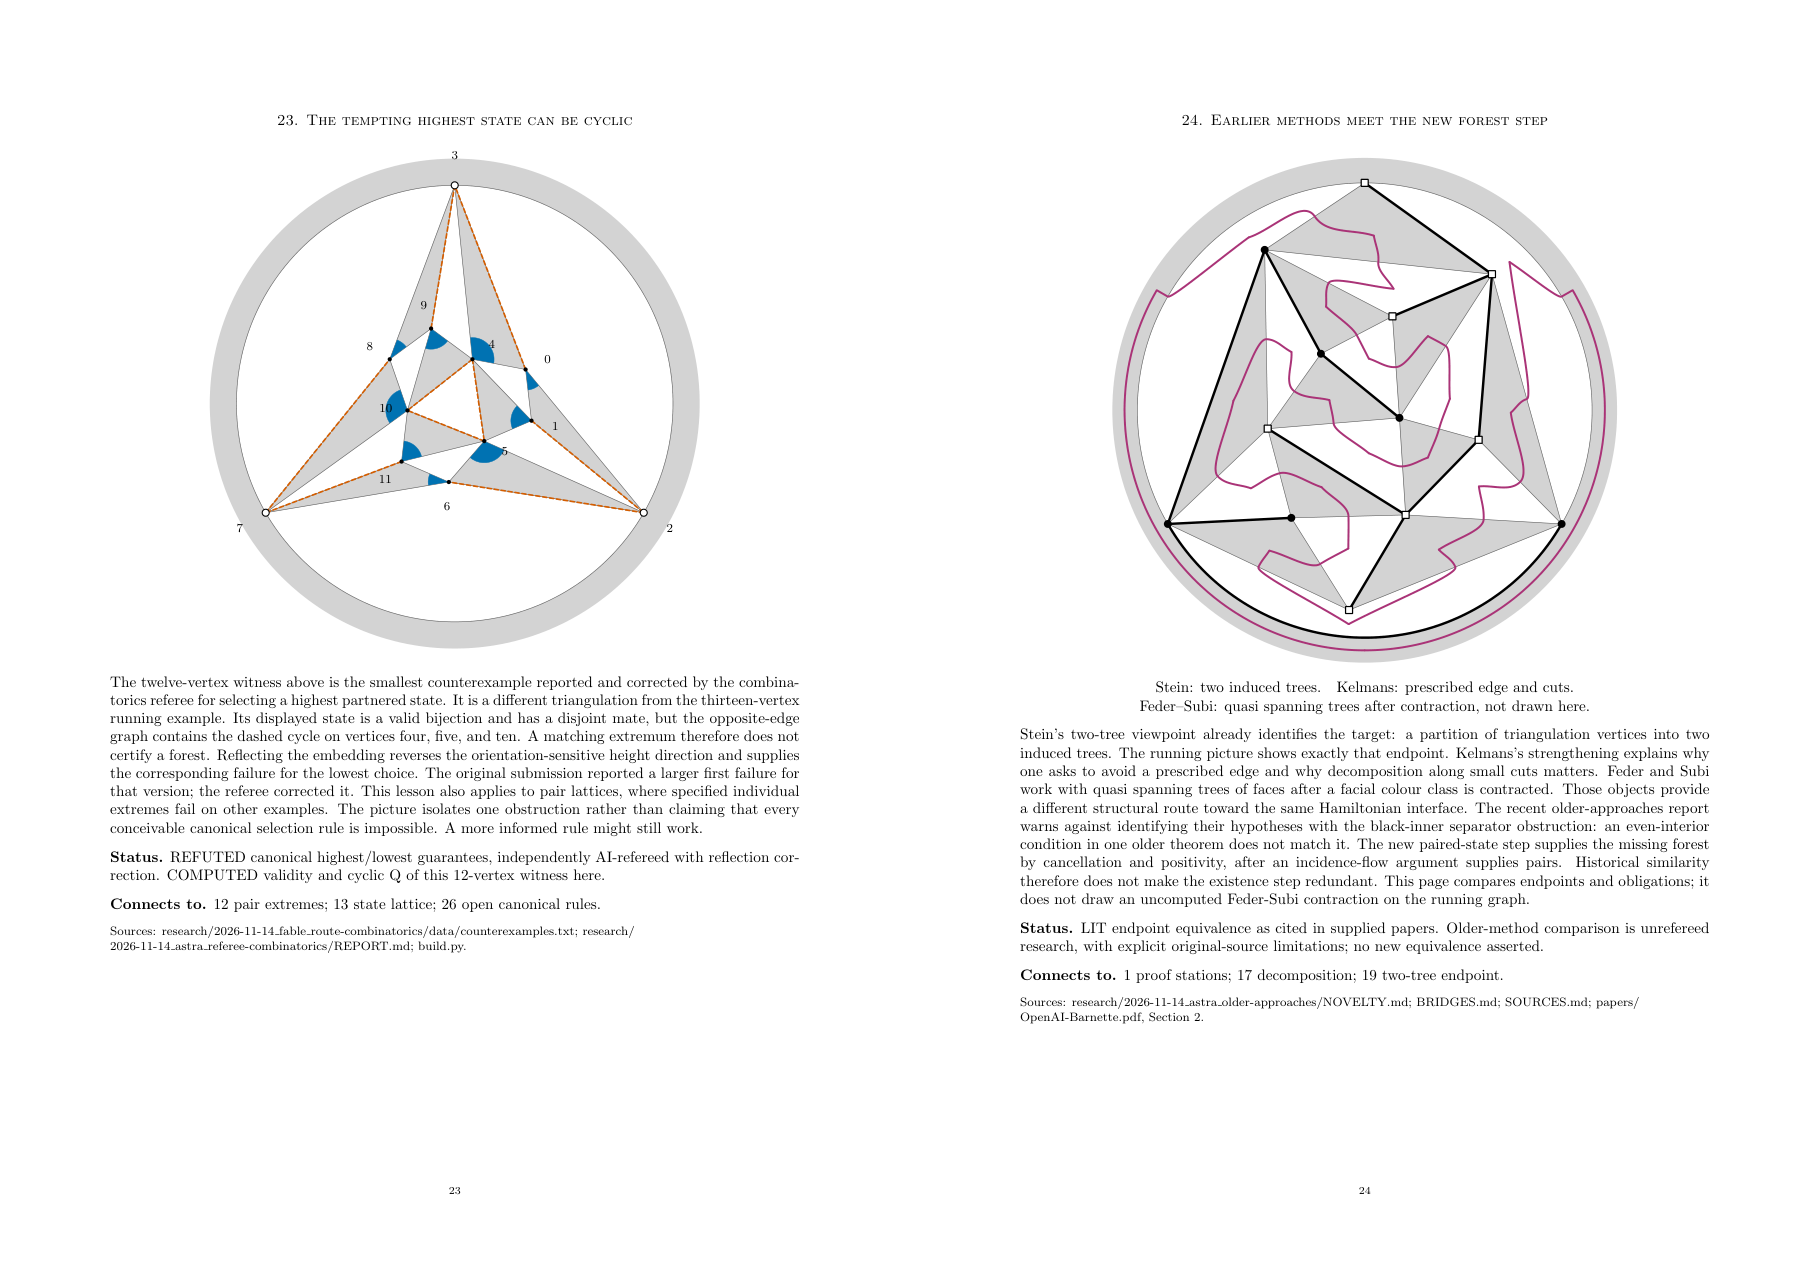 23. The tempting highest state can be cyclic
3
9
8
4
0
10
1
5
11
6
7
2
The twelve-vertex witness above is the smallest counterexample reported and corrected by the combina-
torics referee for selecting a highest partnered state. It is a different triangulation from the thirteen-vertex
running example. Its displayed state is a valid bijection and has a disjoint mate, but the opposite-edge
graph contains the dashed cycle on vertices four, five, and ten. A matching extremum therefore does not
certify a forest. Reflecting the embedding reverses the orientation-sensitive height direction and supplies
the corresponding failure for the lowest choice. The original submission reported a larger first failure for
that version; the referee corrected it. This lesson also applies to pair lattices, where specified individual
extremes fail on other examples. The picture isolates one obstruction rather than claiming that every
conceivable canonical selection rule is impossible. A more informed rule might still work.
Status. REFUTED canonical highest/lowest guarantees, independently AI-refereed with reflection cor-
rection. COMPUTED validity and cyclic Q of this 12-vertex witness here.
Connects to. 12 pair extremes; 13 state lattice; 26 open canonical rules.
Sources: research/2026-11-14_fable_route-combinatorics/data/counterexamples.txt; research/
2026-11-14_astra_referee-combinatorics/REPORT.md; build.py.
23
24. Earlier methods meet the new forest step
Stein: two induced trees. Kelmans: prescribed edge and cuts.
Feder–Subi: quasi spanning trees after contraction, not drawn here.
Stein's two-tree viewpoint already identifies the target: a partition of triangulation vertices into two
induced trees. The running picture shows exactly that endpoint. Kelmans's strengthening explains why
one asks to avoid a prescribed edge and why decomposition along small cuts matters. Feder and Subi
work with quasi spanning trees of faces after a facial colour class is contracted. Those objects provide
a different structural route toward the same Hamiltonian interface. The recent older-approaches report
warns against identifying their hypotheses with the black-inner separator obstruction: an even-interior
condition in one older theorem does not match it. The new paired-state step supplies the missing forest
by cancellation and positivity, after an incidence-flow argument supplies pairs. Historical similarity
therefore does not make the existence step redundant. This page compares endpoints and obligations; it
does not draw an uncomputed Feder-Subi contraction on the running graph.
Status. LIT endpoint equivalence as cited in supplied papers. Older-method comparison is unrefereed
research, with explicit original-source limitations; no new equivalence asserted.
Connects to. 1 proof stations; 17 decomposition; 19 two-tree endpoint.
Sources: research/2026-11-14_astra_older-approaches/NOVELTY.md; BRIDGES.md; SOURCES.md; papers/
OpenAI-Barnette.pdf, Section 2.
24